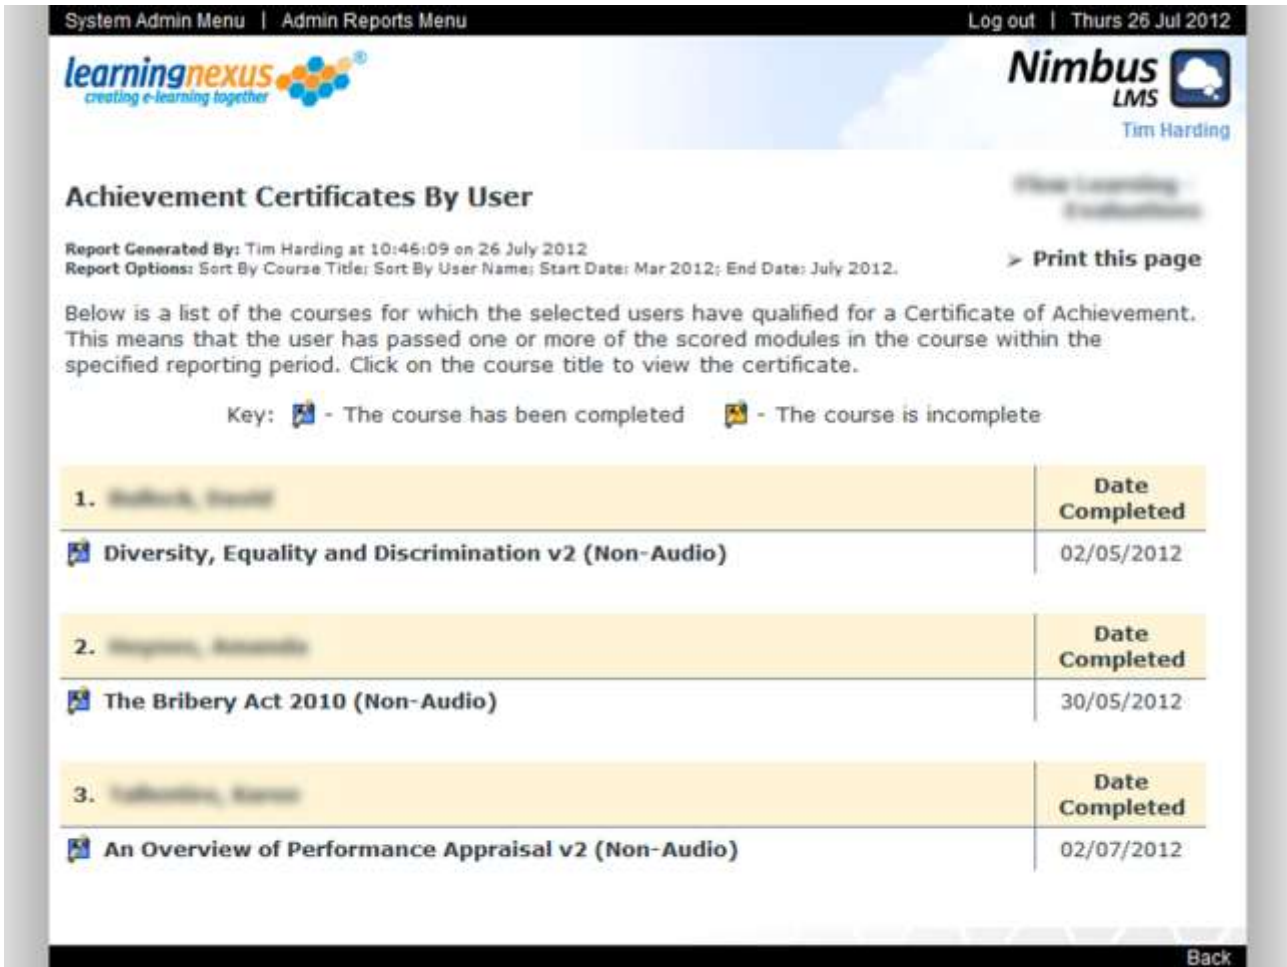 System Admin Menu | Admin Reports Menu
Log out | Thurs 26 Jul 2012
learningnexus®
creating e-learning together
Nimbus
LMS
Tim Harding
Achievement Certificates By User
Report Generated By: Tim Harding at 10:46:09 on 26 July 2012
Report Options: Sort By Course Title; Sort By User Name; Start Date: Mar 2012; End Date: July 2012.
> Print this page
Below is a list of the courses for which the selected users have qualified for a Certificate of Achievement.
This means that the user has passed one or more of the scored modules in the course within the
specified reporting period. Click on the course title to view the certificate.
Key: - The course has been completed - The course is incomplete
1.
Date
Completed
Diversity, Equality and Discrimination v2 (Non-Audio) 02/05/2012
2.
Date
Completed
The Bribery Act 2010 (Non-Audio) 30/05/2012
3.
Date
Completed
An Overview of Performance Appraisal v2 (Non-Audio) 02/07/2012
Back